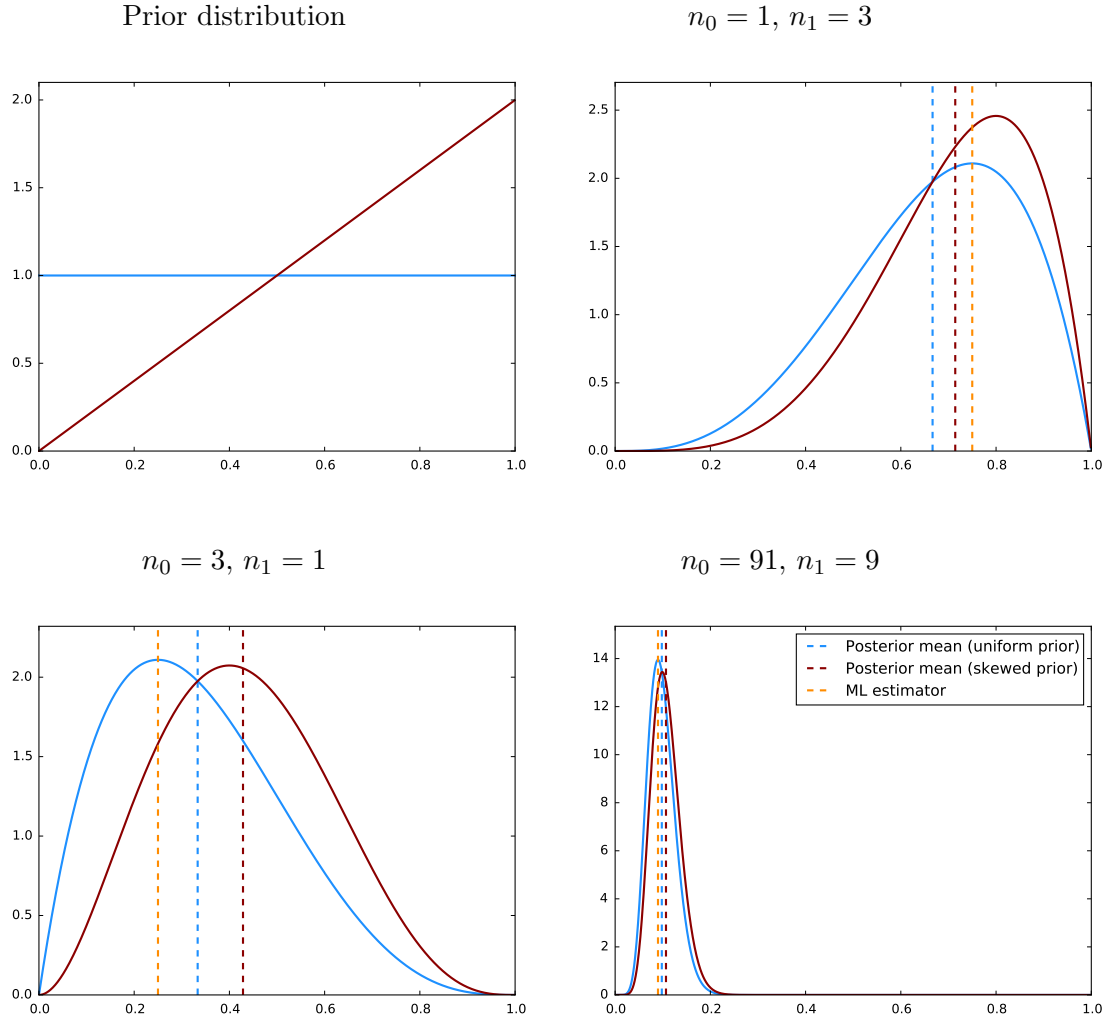 Prior distribution
n₀ = 1, n₁ = 3
2.0
1.5
1.0
0.5
0.0
0.0 0.2 0.4 0.6 0.8 1.0
2.5
2.0
1.5
1.0
0.5
0.0
0.0 0.2 0.4 0.6 0.8 1.0
n₀ = 3, n₁ = 1
n₀ = 91, n₁ = 9
2.0
1.5
1.0
0.5
0.0
0.0 0.2 0.4 0.6 0.8 1.0
Posterior mean (uniform prior)
Posterior mean (skewed prior)
ML estimator
14
12
10
8
6
4
2
0
0.0 0.2 0.4 0.6 0.8 1.0